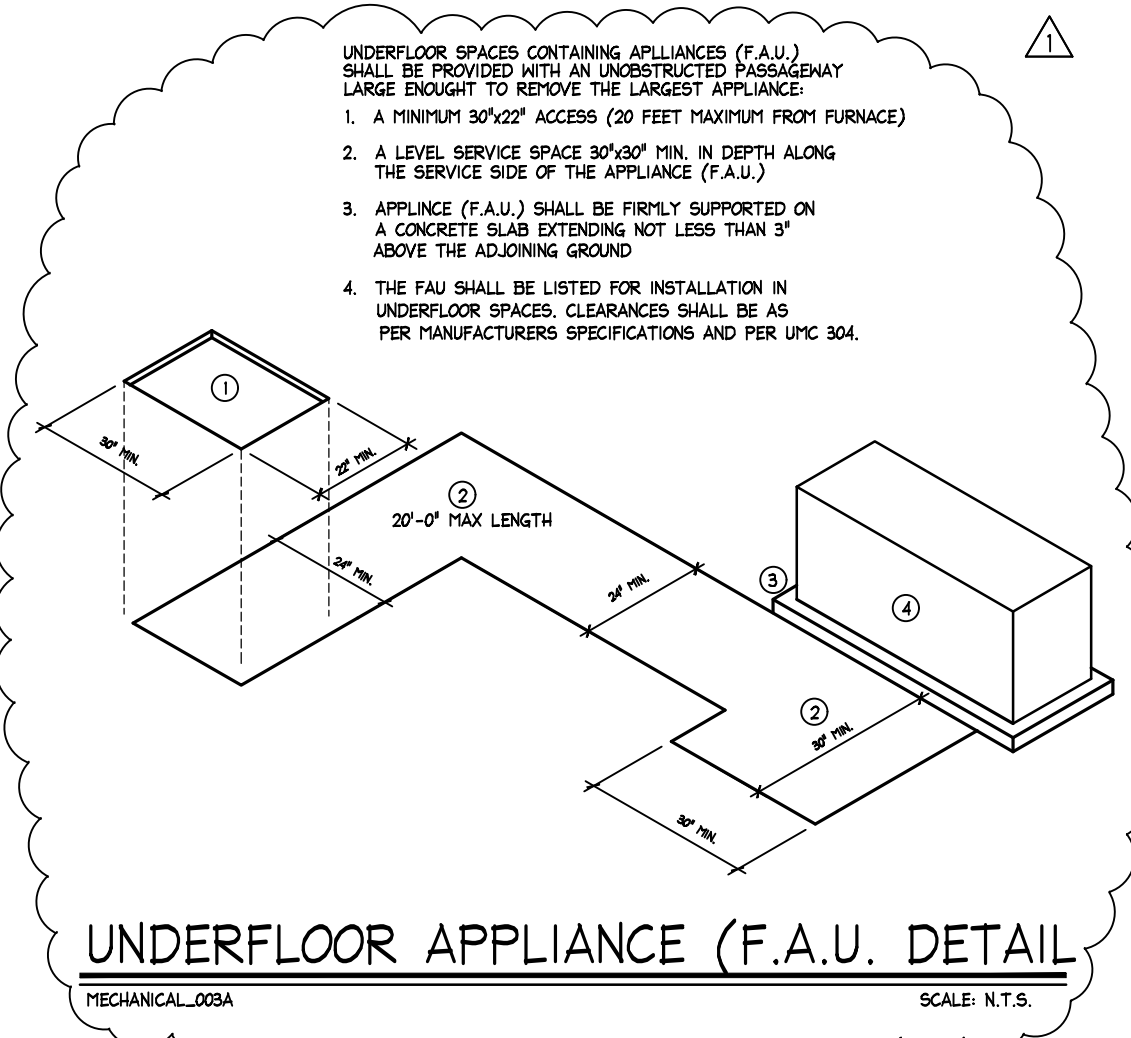 1
UNDERFLOOR SPACES CONTAINING APLLIANCES (F.A.U.)
SHALL BE PROVIDED WITH AN UNOBSTRUCTED PASSAGEWAY
LARGE ENOUGHT TO REMOVE THE LARGEST APPLIANCE:
1. A MINIMUM 30"x22" ACCESS (20 FEET MAXIMUM FROM FURNACE)
2. A LEVEL SERVICE SPACE 30"x30" MIN. IN DEPTH ALONG
THE SERVICE SIDE OF THE APPLIANCE (F.A.U.)
3. APPLINCE (F.A.U.) SHALL BE FIRMLY SUPPORTED ON
A CONCRETE SLAB EXTENDING NOT LESS THAN 3"
ABOVE THE ADJOINING GROUND
4. THE FAU SHALL BE LISTED FOR INSTALLATION IN
UNDERFLOOR SPACES. CLEARANCES SHALL BE AS
PER MANUFACTURERS SPECIFICATIONS AND PER UMC 304.
1
30" MIN.
22" MIN.
2
20'-0" MAX LENGTH
24" MIN.
24" MIN.
3
4
2
30" MIN.
30" MIN.
UNDERFLOOR APPLIANCE (F.A.U. DETAIL
MECHANICAL_003A
SCALE: N.T.S.